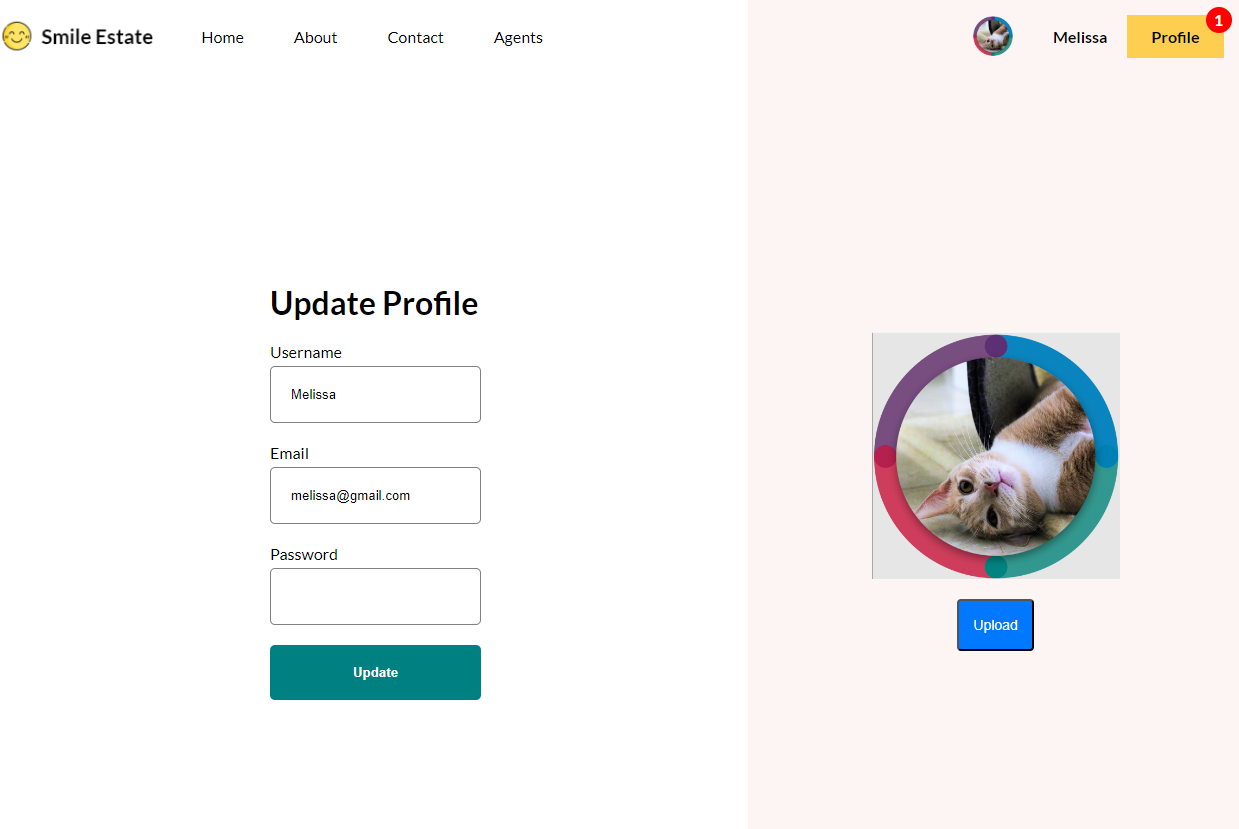 Smile Estate Home About Contact Agents Melissa Profile 1
Update Profile
Username
Melissa
Email
melissa@gmail.com
Password
Update
Upload